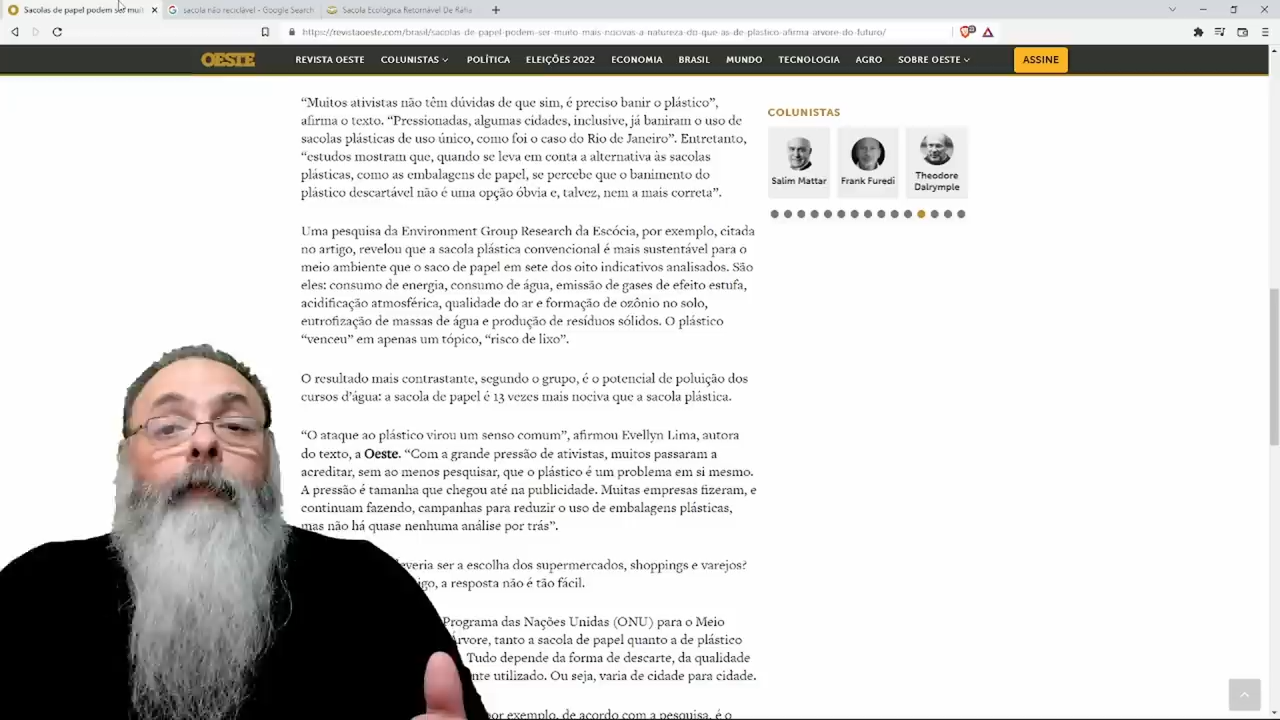 Sacolas de papel podem ser muit
sacola não reciclável - Google Search
Sacola Ecológica Retornável De Ráfia
https://revistaoeste.com/brasil/sacolas-de-papel-podem-ser-muito-mais-nocivas-a-natureza-do-que-as-de-plastico-afirma-arvore-do-futuro/
OESTE
REVISTA OESTE
COLUNISTAS
POLÍTICA
ELEIÇÕES 2022
ECONOMIA
BRASIL
MUNDO
TECNOLOGIA
AGRO
SOBRE OESTE
ASSINE
“Muitos ativistas não têm dúvidas de que sim, é preciso banir o plástico”,
afirma o texto. “Pressionadas, algumas cidades, inclusive, já baniram o uso de
sacolas plásticas de uso único, como foi o caso do Rio de Janeiro”. Entretanto,
“estudos mostram que, quando se leva em conta a alternativa às sacolas
plásticas, como as embalagens de papel, se percebe que o banimento do
plástico descartável não é uma opção óbvia e, talvez, nem a mais correta”.
Uma pesquisa da Environment Group Research da Escócia, por exemplo, citada
no artigo, revelou que a sacola plástica convencional é mais sustentável para o
meio ambiente que o saco de papel em sete dos oito indicativos analisados. São
eles: consumo de energia, consumo de água, emissão de gases de efeito estufa,
acidificação atmosférica, qualidade do ar e formação de ozônio no solo,
eutrofização de massas de água e produção de resíduos sólidos. O plástico
“venceu” em apenas um tópico, “risco de lixo”.
O resultado mais contrastante, segundo o grupo, é o potencial de poluição dos
cursos d’água: a sacola de papel é 13 vezes mais nociva que a sacola plástica.
“O ataque ao plástico virou um senso comum”, afirmou Evellyn Lima, autora
do texto, a Oeste. “Com a grande pressão de ativistas, muitos passaram a
acreditar, sem ao menos pesquisar, que o plástico é um problema em si mesmo.
A pressão é tamanha que chegou até na publicidade. Muitas empresas fizeram, e
continuam fazendo, campanhas para reduzir o uso de embalagens plásticas,
mas não há quase nenhuma análise por trás”.
deveria ser a escolha dos supermercados, shoppings e varejos?
igo, a resposta não é tão fácil.
Programa das Nações Unidas (ONU) para o Meio
Árvore, tanto a sacola de papel quanto a de plástico
Tudo depende da forma de descarte, da qualidade
nte utilizado. Ou seja, varia de cidade para cidade.
por exemplo, de acordo com a pesquisa, é o
COLUNISTAS
Salim Mattar
Frank Furedi
Theodore
Dalrymple